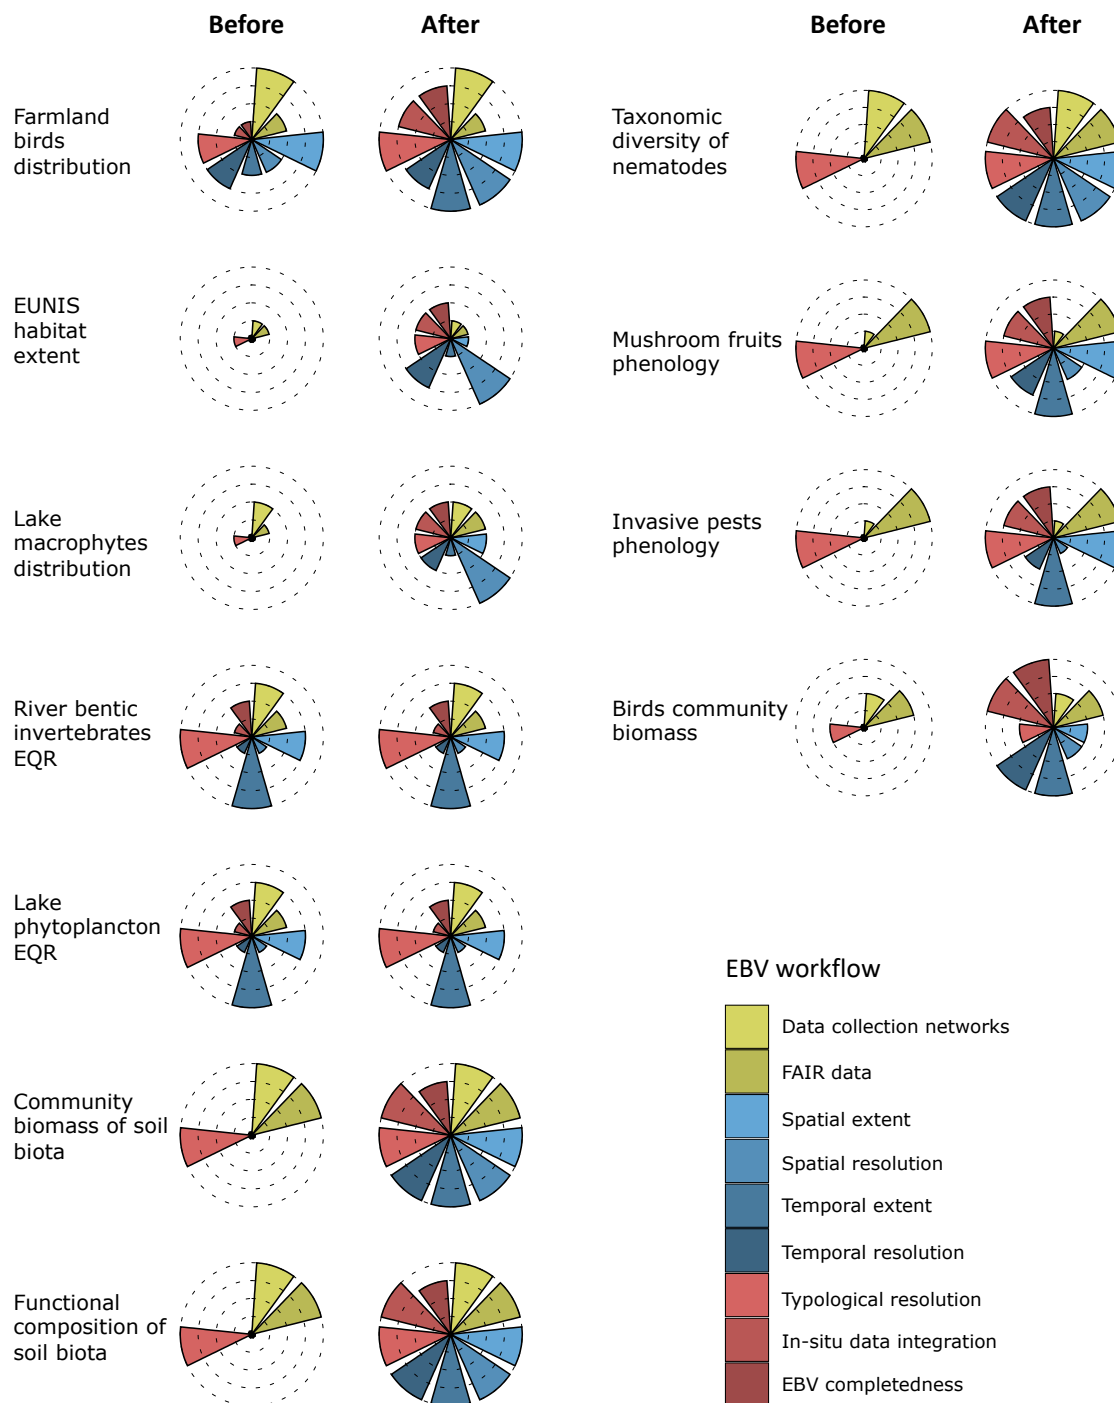 Before
After
Farmland
birds
distribution
EUNIS
habitat
extent
Lake
macrophytes
distribution
River bentic
invertebrates
EQR
Lake
phytoplancton
EQR
Community
biomass of soil
biota
Functional
composition of
soil biota
Before
After
Taxonomic
diversity of
nematodes
Mushroom fruits
phenology
Invasive pests
phenology
Birds community
biomass
EBV workflow
Data collection networks
FAIR data
Spatial extent
Spatial resolution
Temporal extent
Temporal resolution
Typological resolution
In-situ data integration
EBV completedness